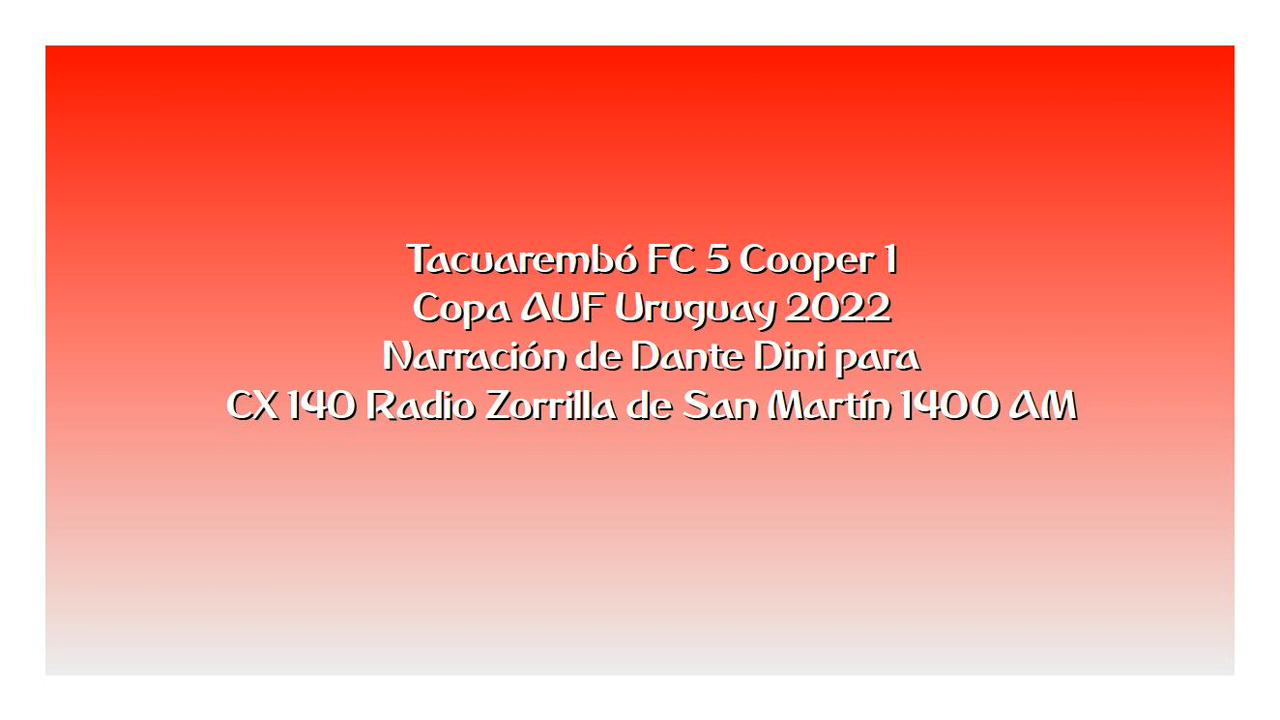 Tacuarembó FC 5 Cooper 1
Copa AUF Uruguay 2022
Narración de Dante Dini para
CX 140 Radio Zorrilla de San Martín 1400 AM